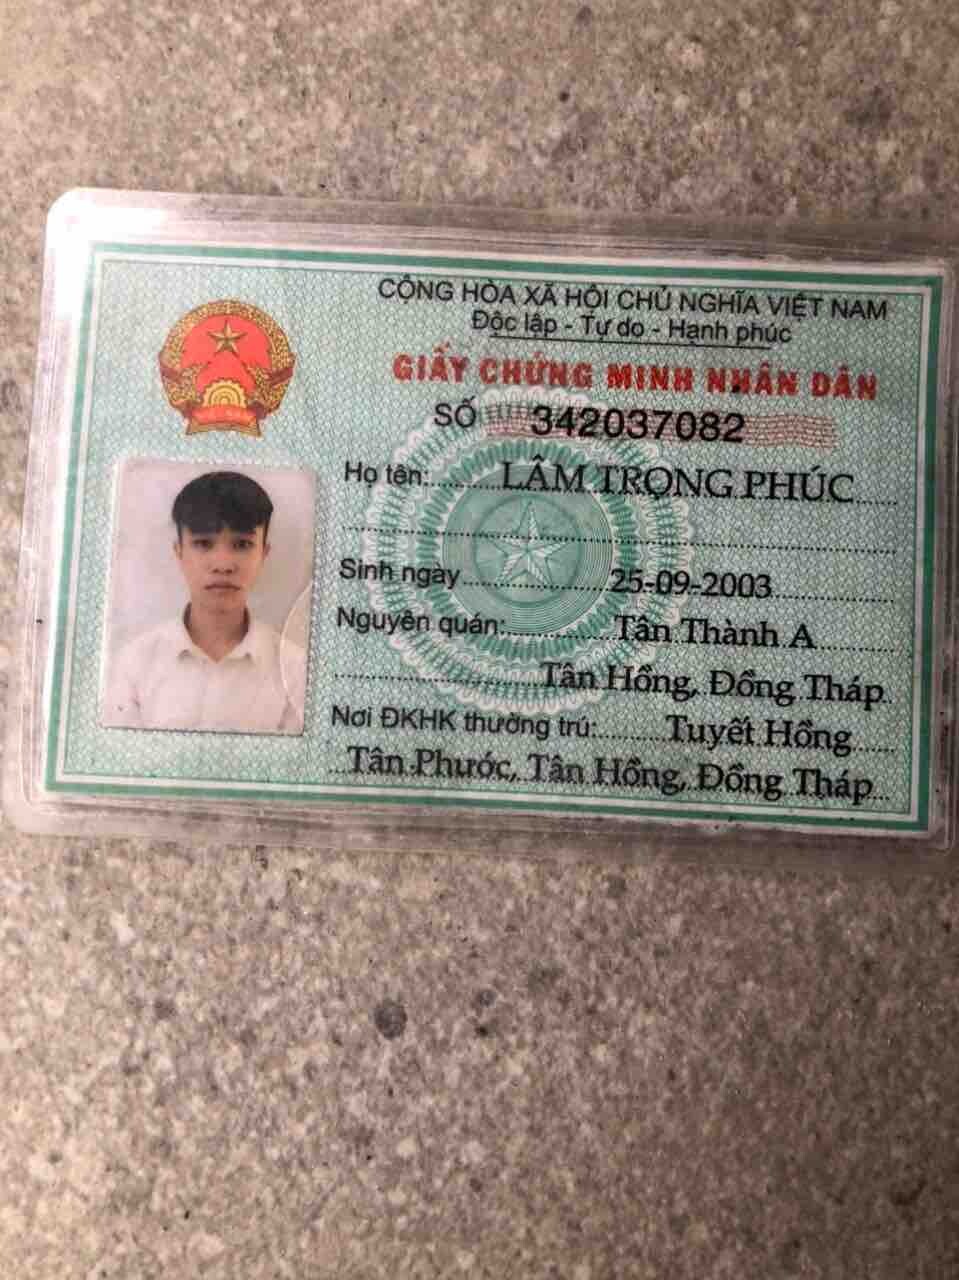 CỘNG HÒA XÃ HỘI CHỦ NGHĨA VIỆT NAM
Độc lập - Tự do - Hạnh phúc
GIẤY CHỨNG MINH NHÂN DÂN
SỐ 342037082
Họ tên: LÂM TRỌNG PHÚC
Sinh ngày 25-09-2003
Nguyên quán: Tân Thành A
Tân Hồng, Đồng Tháp
Nơi ĐKHK thường trú: Tuyết Hồng
Tân Phước, Tân Hồng, Đồng Tháp